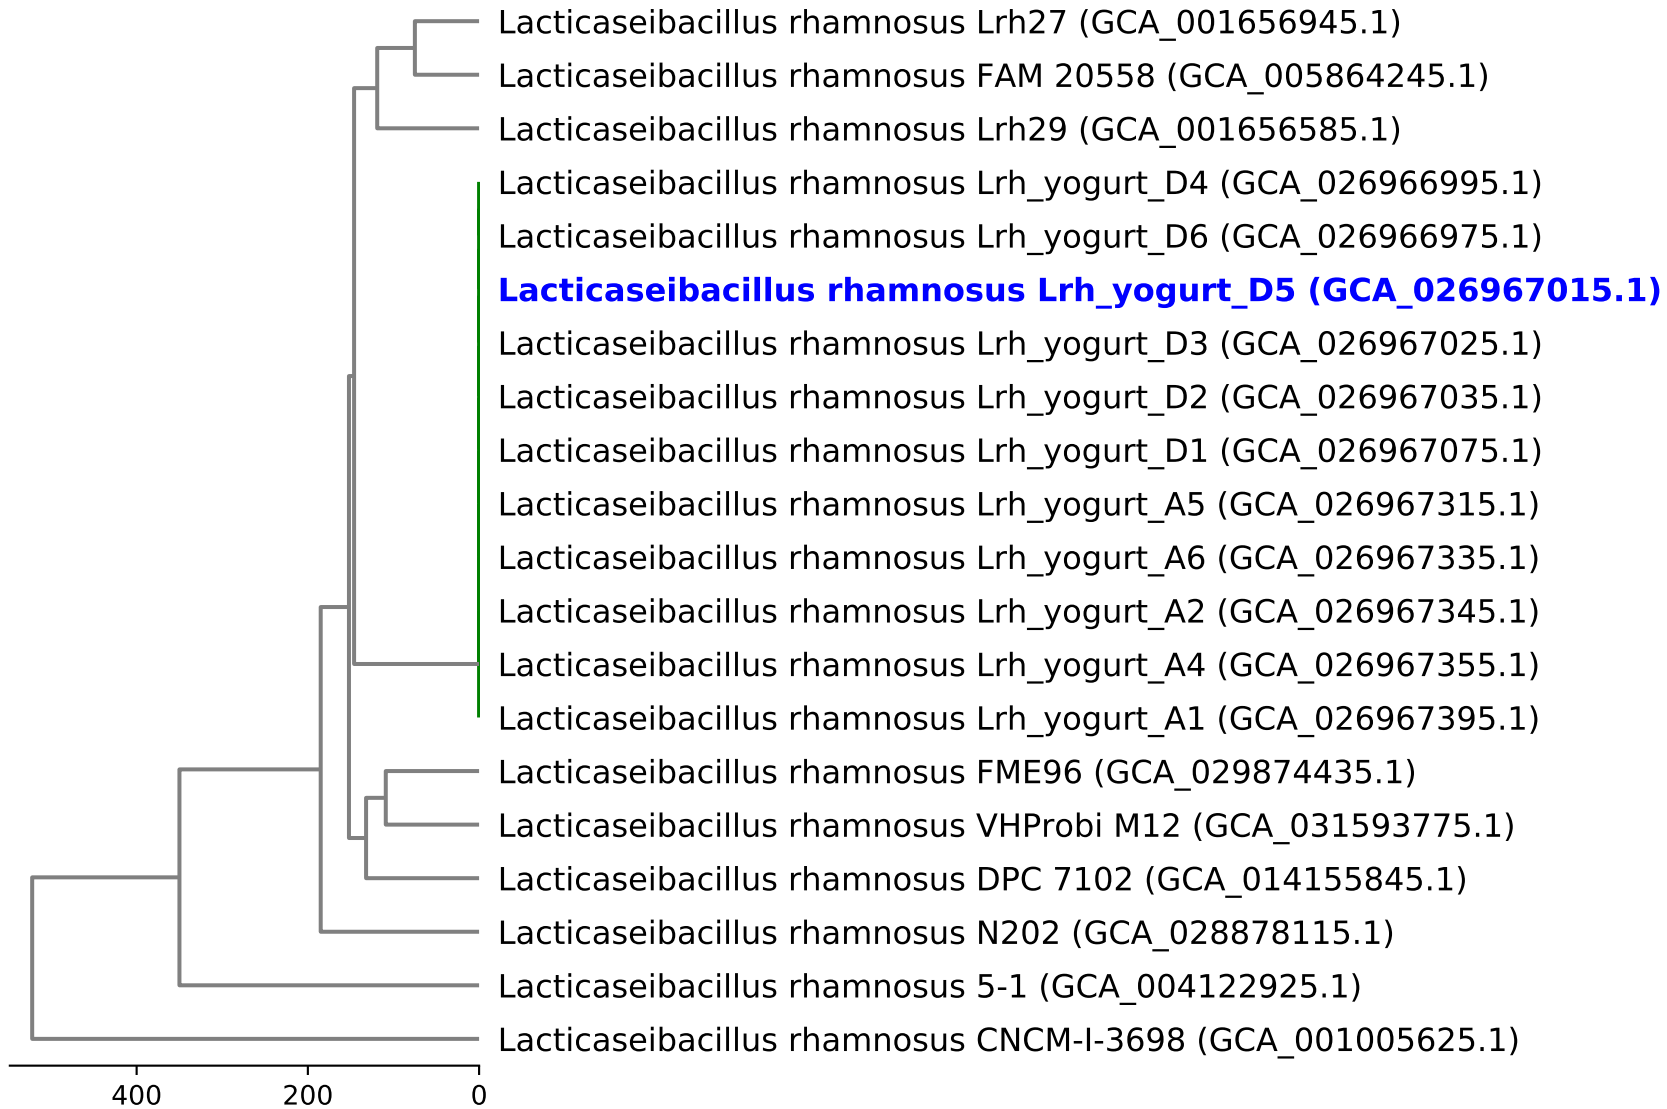 Lacticaseibacillus rhamnosus Lrh27 (GCA_001656945.1)
Lacticaseibacillus rhamnosus FAM 20558 (GCA_005864245.1)
Lacticaseibacillus rhamnosus Lrh29 (GCA_001656585.1)
Lacticaseibacillus rhamnosus Lrh_yogurt_D4 (GCA_026966995.1)
Lacticaseibacillus rhamnosus Lrh_yogurt_D6 (GCA_026966975.1)
Lacticaseibacillus rhamnosus Lrh_yogurt_D5 (GCA_026967015.1)
Lacticaseibacillus rhamnosus Lrh_yogurt_D3 (GCA_026967025.1)
Lacticaseibacillus rhamnosus Lrh_yogurt_D2 (GCA_026967035.1)
Lacticaseibacillus rhamnosus Lrh_yogurt_D1 (GCA_026967075.1)
Lacticaseibacillus rhamnosus Lrh_yogurt_A5 (GCA_026967315.1)
Lacticaseibacillus rhamnosus Lrh_yogurt_A6 (GCA_026967335.1)
Lacticaseibacillus rhamnosus Lrh_yogurt_A2 (GCA_026967345.1)
Lacticaseibacillus rhamnosus Lrh_yogurt_A4 (GCA_026967355.1)
Lacticaseibacillus rhamnosus Lrh_yogurt_A1 (GCA_026967395.1)
Lacticaseibacillus rhamnosus FME96 (GCA_029874435.1)
Lacticaseibacillus rhamnosus VHProbi M12 (GCA_031593775.1)
Lacticaseibacillus rhamnosus DPC 7102 (GCA_014155845.1)
Lacticaseibacillus rhamnosus N202 (GCA_028878115.1)
Lacticaseibacillus rhamnosus 5-1 (GCA_004122925.1)
Lacticaseibacillus rhamnosus CNCM-I-3698 (GCA_001005625.1)
400 200 0